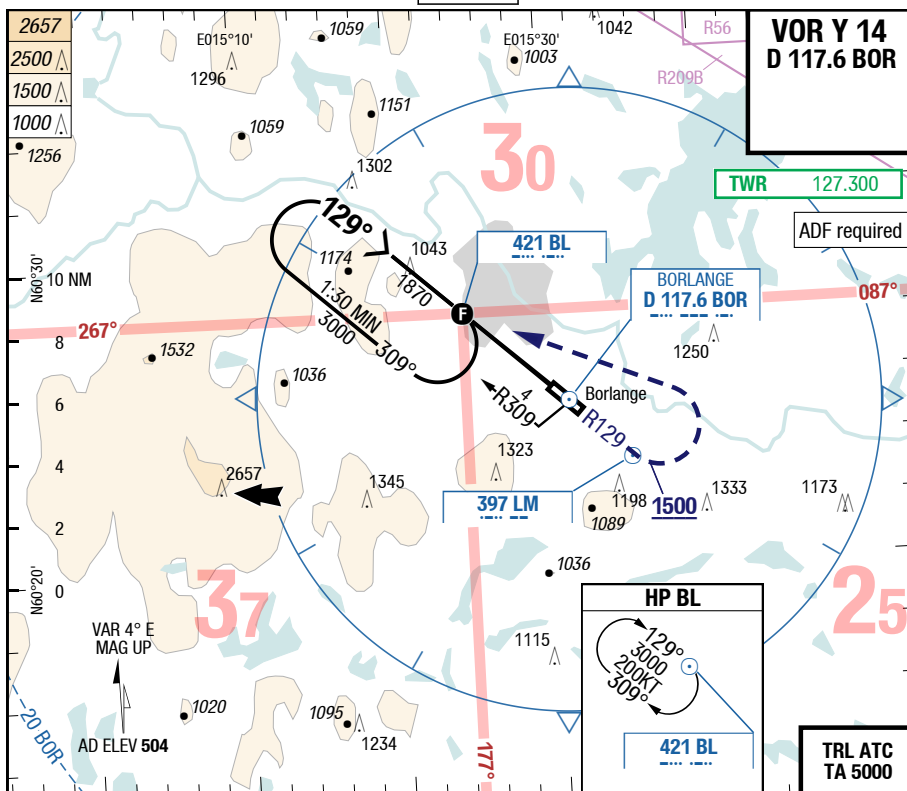 2657
2500
1500
1000
1256
E015°10'
1296
1059
1059
1151
1302
E015°30'
1003
1042
R56
R209B
VOR Y 14
D 117.6 BOR
TWR 127.300
ADF required
30
129°
1174
1043
1870
1:30 MIN
3000
309°
421 BL
F
BORLANGE
D 117.6 BOR
087°
267°
N60°30'
10 NM
8
6
4
2
0
N60°20'
1532
1036
1250
4
R309
Borlange
R129
2657
1345
1323
397 LM
1198
1089
1500
1333
1173
1036
37
25
VAR 4° E
MAG UP
AD ELEV 504
20 BOR
1020
1095
1234
177°
1115
HP BL
129°
3000
200KT
309°
421 BL
TRL ATC
TA 5000